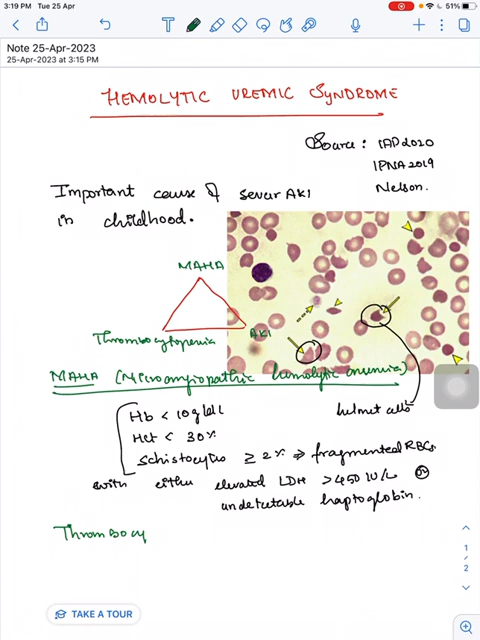 3:19 PM Tue 25 Apr
51%
Note 25-Apr-2023
25-Apr-2023 at 3:15 PM
HEMOLYTIC UREMIC SYNDROME
Source : IAP 2020
IPNA 2019
Nelson.
Important cause of sever AKI
in childhood.
MAHA
Thrombocytopenia
AKI
MAHA (Microangiopathic hemolytic anemia)
helmet cells
Hb < 10 g/dl
Hct < 30%
Schistocytes ≥ 2% ⇒ fragmented RBCs
with either elevated LDH > 450 IU/L or
undetectable haptoglobin.
Thrombocy
1
/
2
TAKE A TOUR